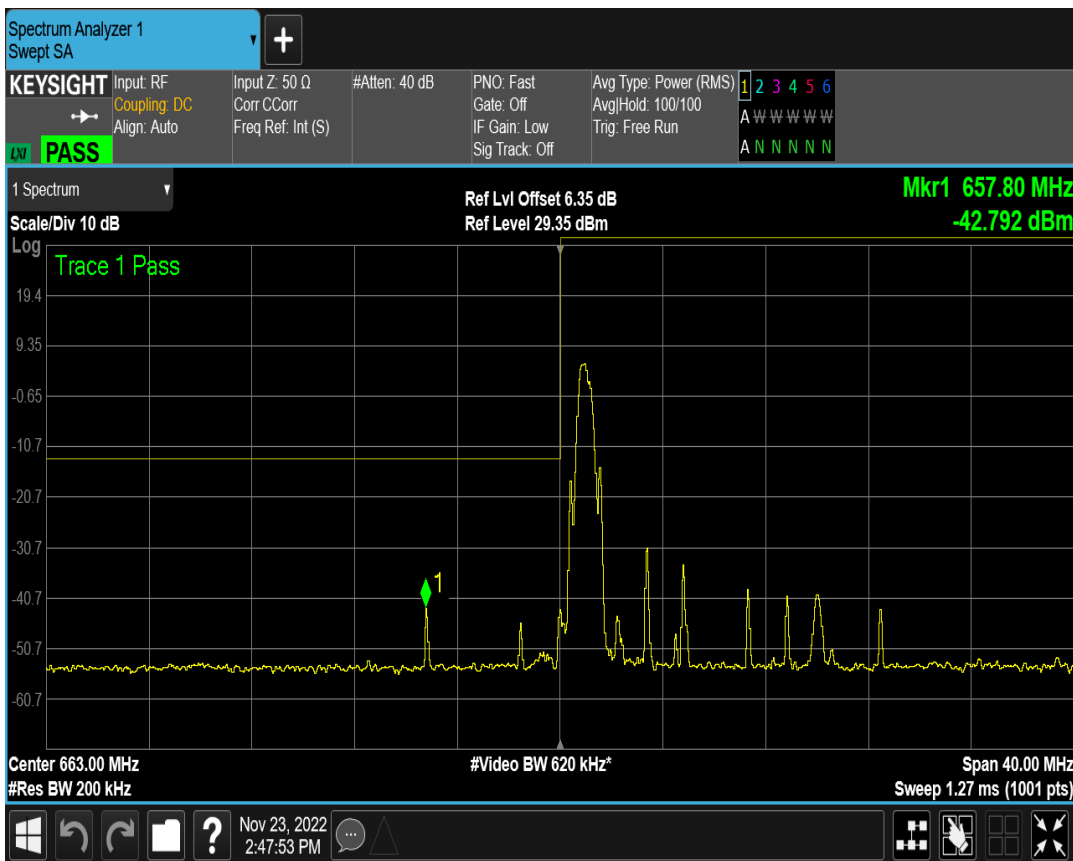 Spectrum Analyzer 1
Swept SA
+
KEYSIGHT
Input: RF
Coupling: DC
Align: Auto
LXI PASS
Input Z: 50 Ω
Corr CCorr
Freq Ref: Int (S)
#Atten: 40 dB
PNO: Fast
Gate: Off
IF Gain: Low
Sig Track: Off
Avg Type: Power (RMS)
Avg|Hold: 100/100
Trig: Free Run
1 2 3 4 5 6
A W W W W W
A N N N N N
1 Spectrum
Scale/Div 10 dB
Ref Lvl Offset 6.35 dB
Ref Level 29.35 dBm
Mkr1 657.80 MHz
-42.792 dBm
Log
Trace 1 Pass
19.4
9.35
-0.65
-10.7
-20.7
-30.7
-40.7
-50.7
-60.7
1
Center 663.00 MHz
#Res BW 200 kHz
#Video BW 620 kHz*
Span 40.00 MHz
Sweep 1.27 ms (1001 pts)
?
Nov 23, 2022
2:47:53 PM